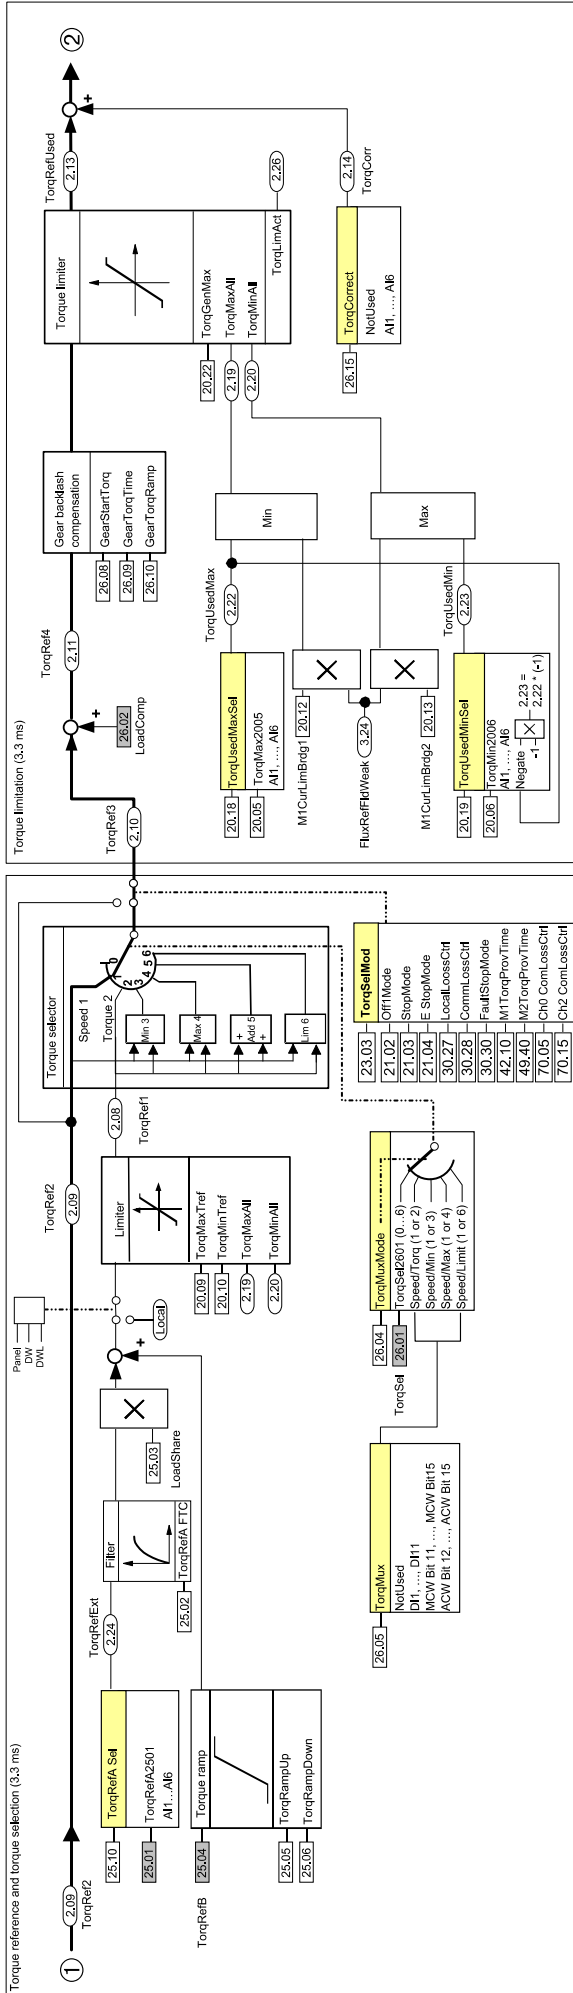 Torque reference and torque selection (3.3 ms)
1
2.09
TorqRef2
25.10
TorqRefA Sel
25.01
TorqRefA2501
AI1...AI6
TorqRefB
25.04
Torque ramp
25.05
TorqRampUp
25.06
TorqRampDown
TorqRefExt
2.24
Filter
25.02
TorqRefA FTC
25.03
LoadShare
+
Panel
DW
DWL
Local
Limiter
20.09
TorqMaxTref
20.10
TorqMinTref
2.19
TorqMaxAll
2.20
TorqMinAll
TorqRef2
2.09
2.08
TorqRef1
Torque selector
Speed 1
Torque 2
Min 3
Max 4
Add 5
+
+
Lim 6
0
1
2
3
4
5
6
26.05
TorqMux
NotUsed
DI1, ..., DI11
MCW Bit 11, ..., MCW Bit15
ACW Bit 12, ..., ACW Bit 15
26.04
TorqMuxMode
26.01
TorqSel
TorqSel2601 (0...6)
Speed/Torq (1 or 2)
Speed/Min (1 or 3)
Speed/Max (1 or 4)
Speed/Limit (1 or 6)
23.03
TorqSelMod
21.02
Off1Mode
21.03
StopMode
21.04
E StopMode
30.27
LocalLoossCtrl
30.28
CommLossCtrl
30.30
FaultStopMode
42.10
M1TorqProvTime
49.40
M2TorqProvTime
70.05
Ch0 ComLossCtrl
70.15
Ch2 ComLossCtrl
Torque limitation (3.3 ms)
TorqRef3
2.10
+
26.02
LoadComp
TorqRef4
2.11
Gear backlash
compensation
26.08
GearStartTorq
26.09
GearTorqTime
26.10
GearTorqRamp
Torque limiter
20.22
TorqGenMax
2.19
TorqMaxAll
2.20
TorqMinAll
TorqLimAct
2.26
TorqRefUsed
2.13
+
2
20.18
TorqUsedMaxSel
20.05
TorqMax2005
AI1, ..., AI6
TorqUsedMax
2.22
M1CurLimBrdg1
20.12
FluxRefFldWeak
3.24
M1CurLimBrdg2
20.13
Min
Max
20.19
TorqUsedMinSel
20.06
TorqMin2006
AI1, ..., AI6
Negate
-1
2.23 =
2.22 * (-1)
TorqUsedMin
2.23
26.15
TorqCorrect
NotUsed
AI1, ..., AI6
2.14
TorqCorr